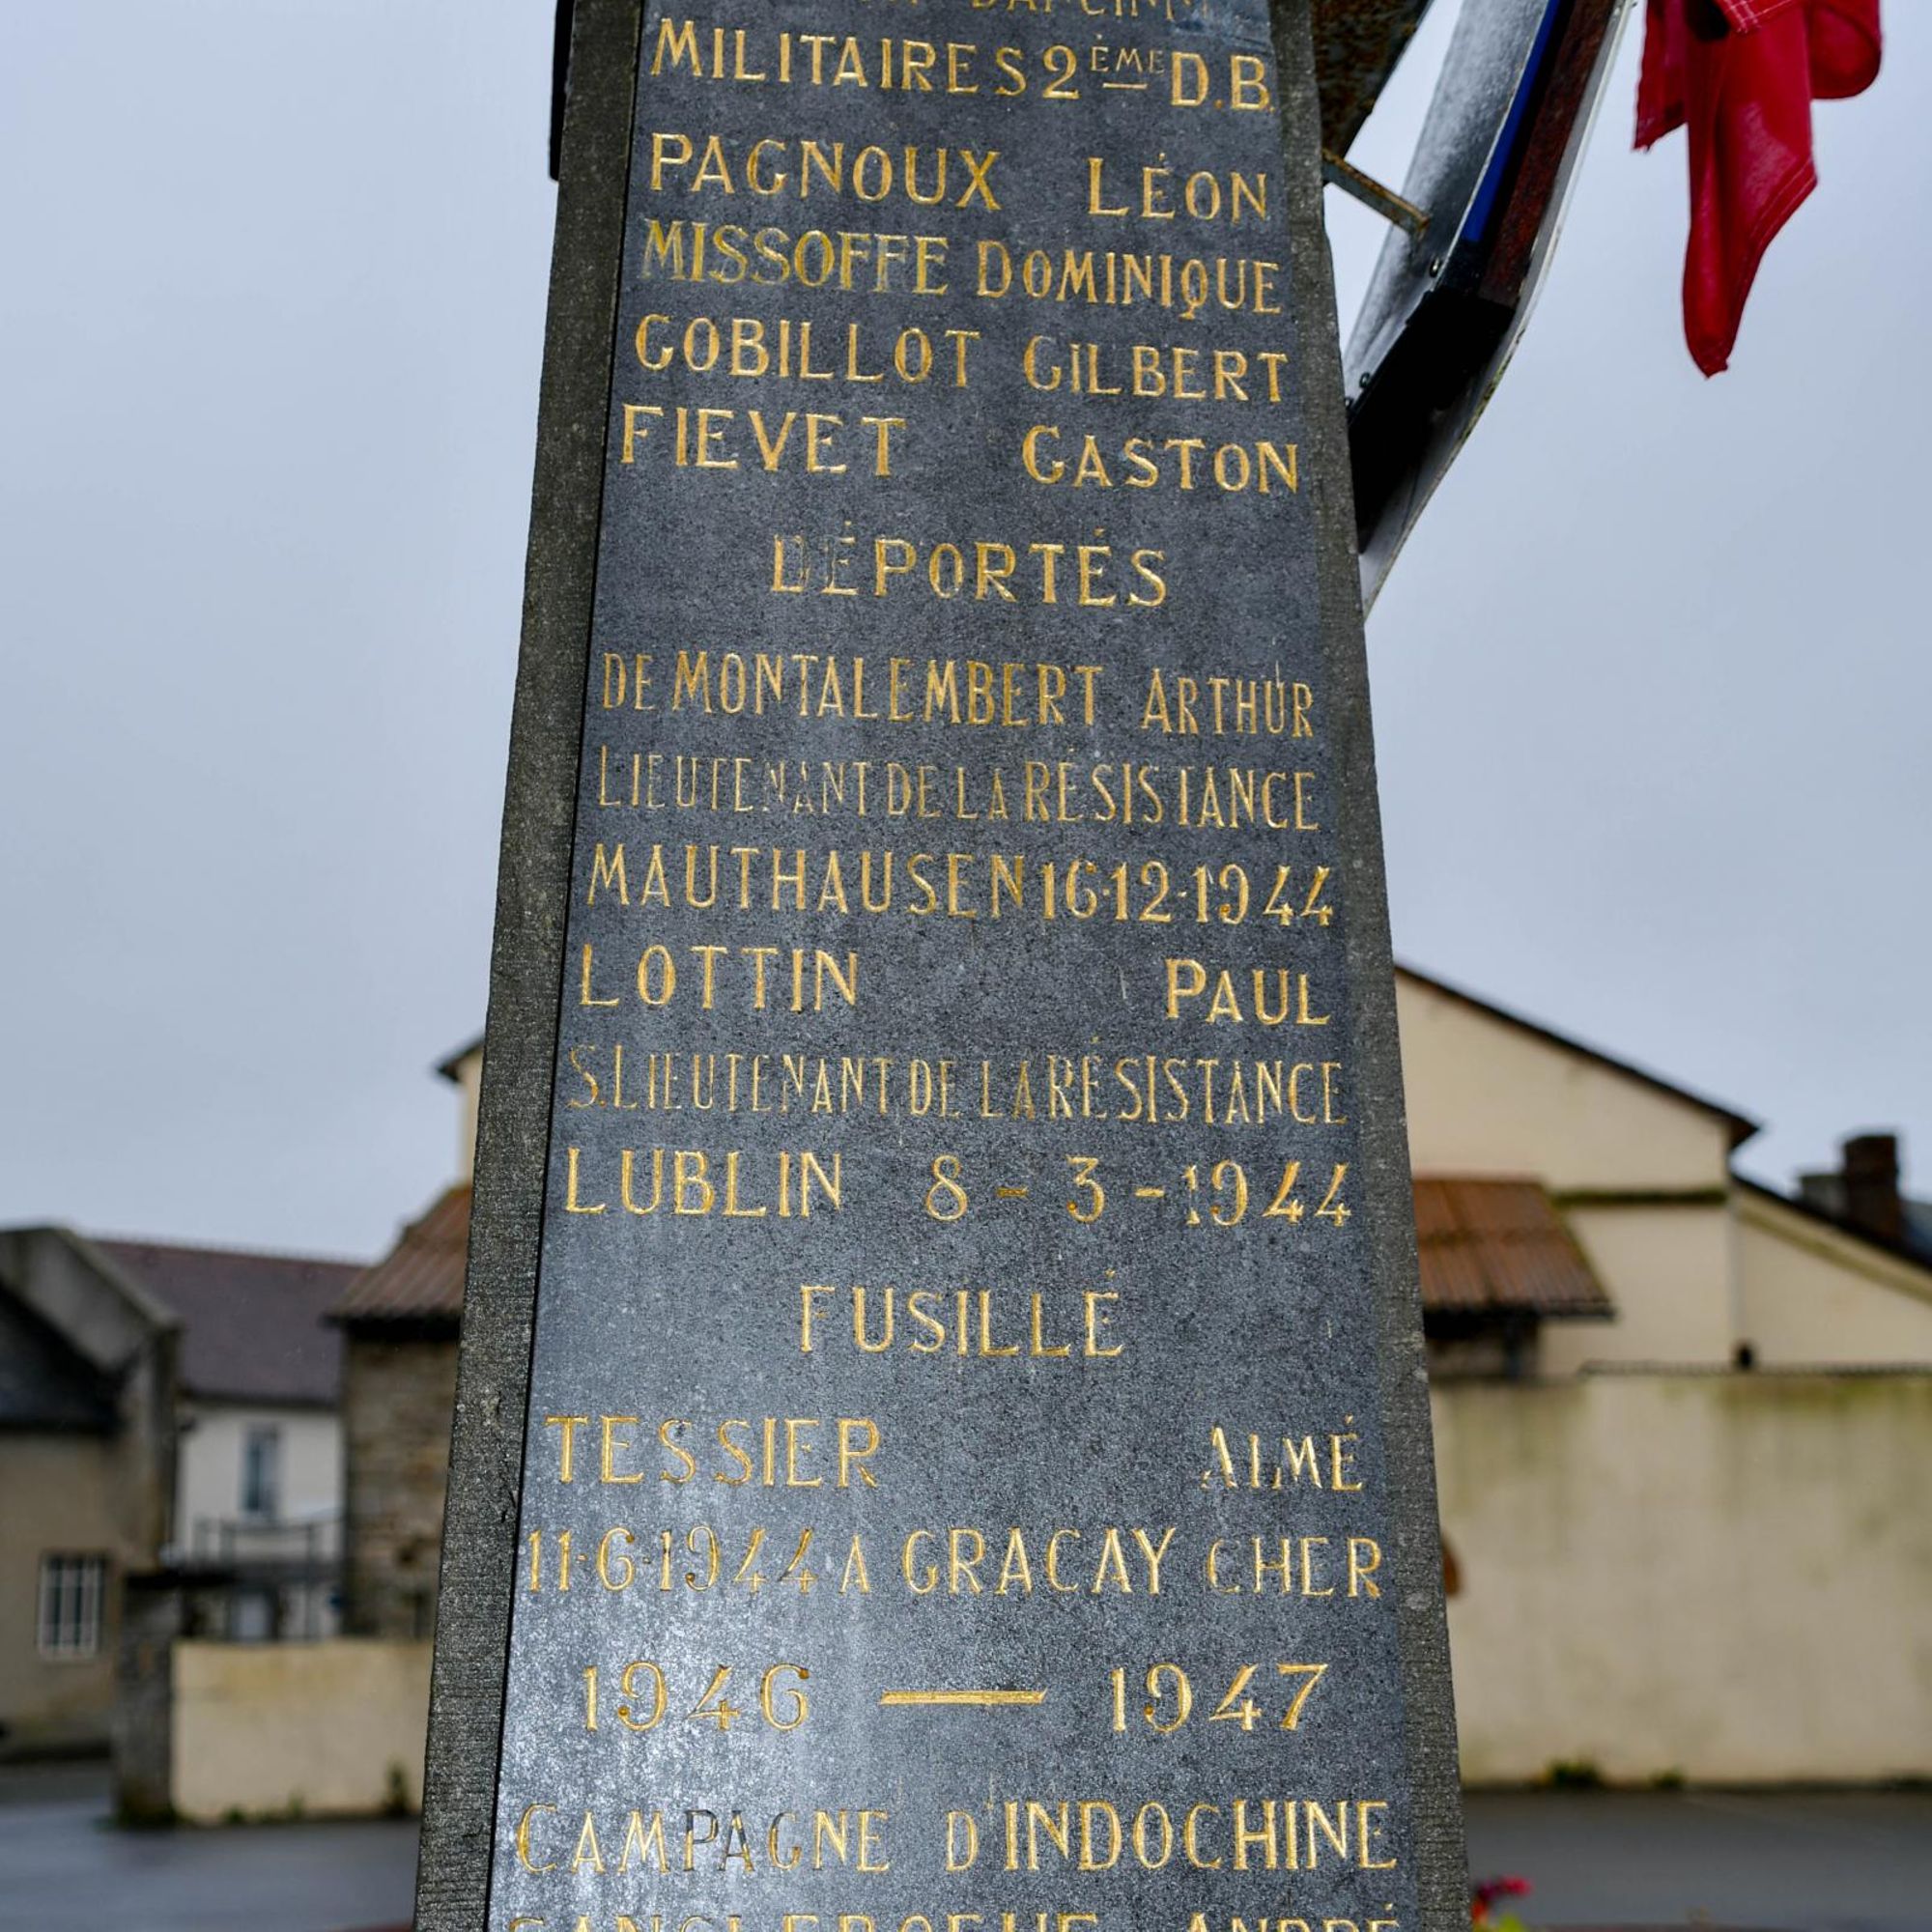 MILITAIRES 2ÈME D.B.
PAGNOUX LÉON
MISSOFFE DOMINIQUE
GOBILLOT GILBERT
FIEVET GASTON
DÉPORTÉS
DE MONTALEMBERT ARTHUR
LIEUTENANT DE LA RÉSISTANCE
MAUTHAUSEN 16-12-1944
LOTTIN PAUL
S.LIEUTENANT DE LA RÉSISTANCE
LUBLIN 8-3-1944
FUSILLÉ
TESSIER AIMÉ
11-6-1944 A GRACAY CHER
1946 — 1947
CAMPAGNE D'INDOCHINE
ANDRÉ